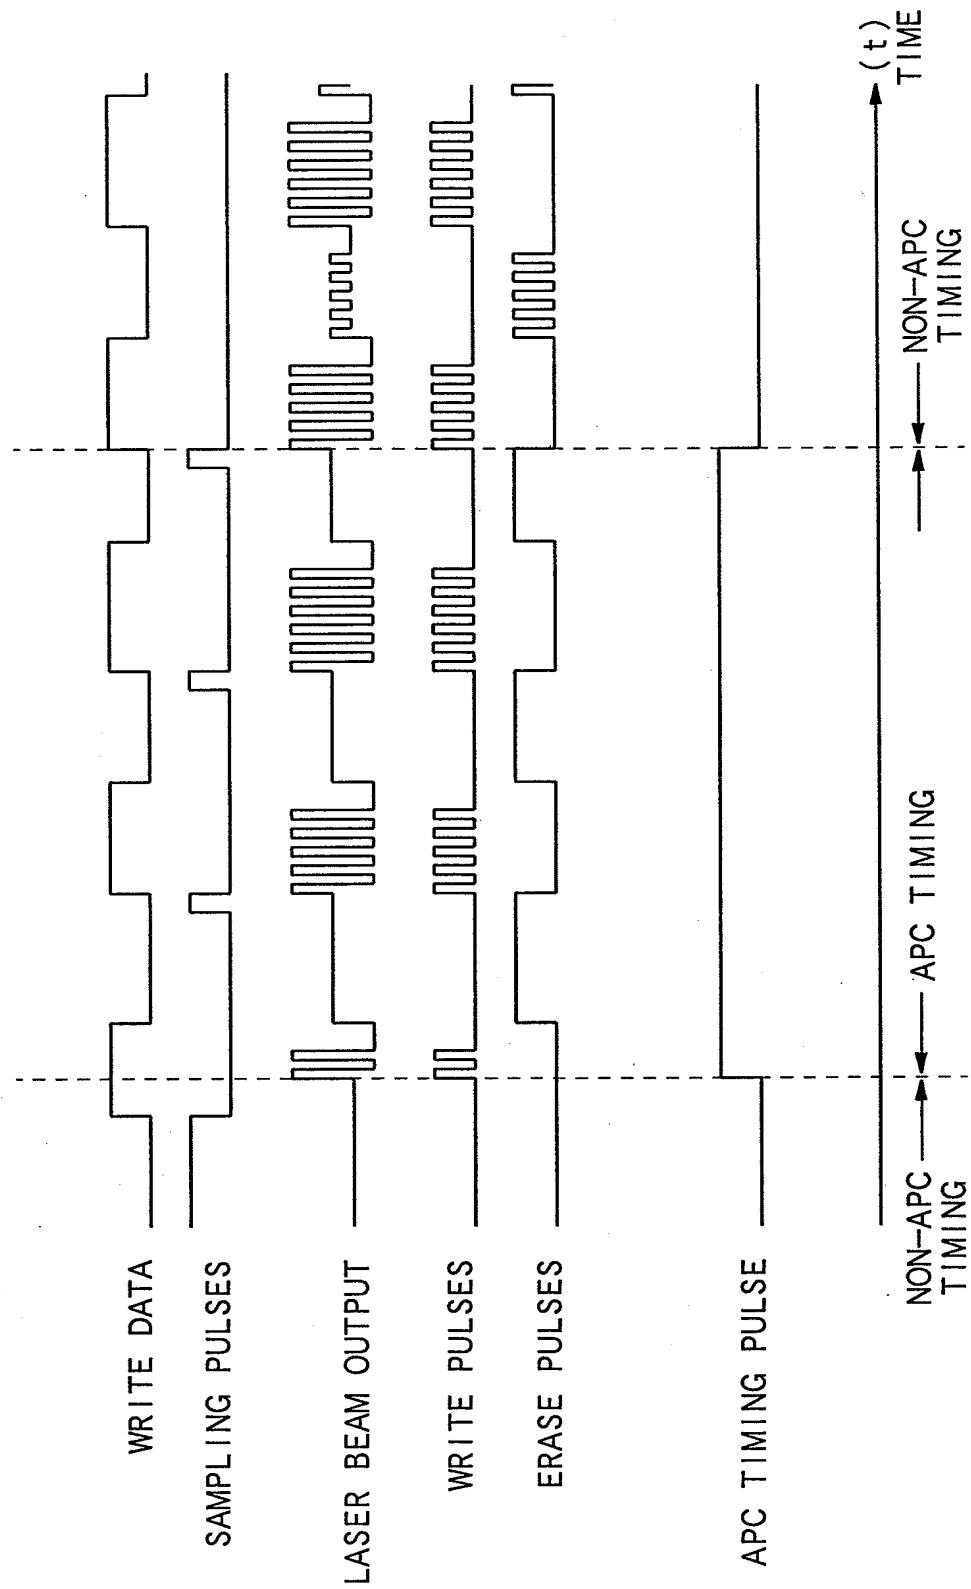 WRITE DATA
SAMPLING PULSES
LASER BEAM OUTPUT
WRITE PULSES
ERASE PULSES
APC TIMING PULSE
NON-APC
TIMING
APC TIMING
NON-APC
TIMING
(t)
TIME